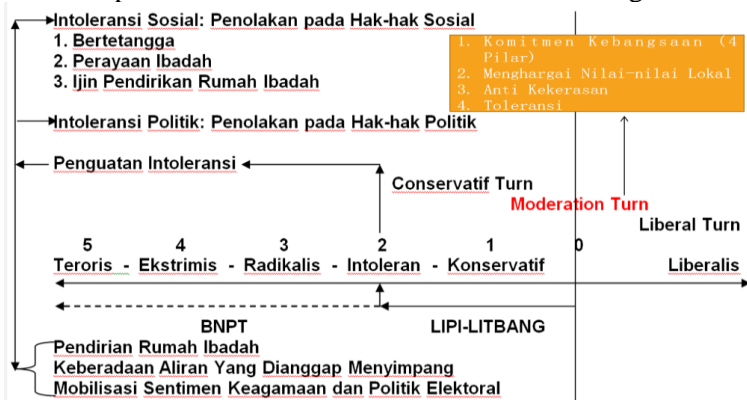 Intoleransi Sosial: Penolakan pada Hak-hak Sosial
1. Bertetangga
2. Perayaan Ibadah
3. Ijin Pendirian Rumah Ibadah
1. Komitmen Kebangsaan (4
Pilar)
2. Menghargai Nilai-nilai Lokal
3. Anti Kekerasan
4. Toleransi
Intoleransi Politik: Penolakan pada Hak-hak Politik
Penguatan Intoleransi
Conservatif Turn
Moderation Turn
Liberal Turn
5 4 3 2 1 0
Teroris - Ekstrimis - Radikalis - Intoleran - Konservatif Liberalis
BNPT LIPI-LITBANG
Pendirian Rumah Ibadah
Keberadaan Aliran Yang Dianggap Menyimpang
Mobilisasi Sentimen Keagamaan dan Politik Elektoral